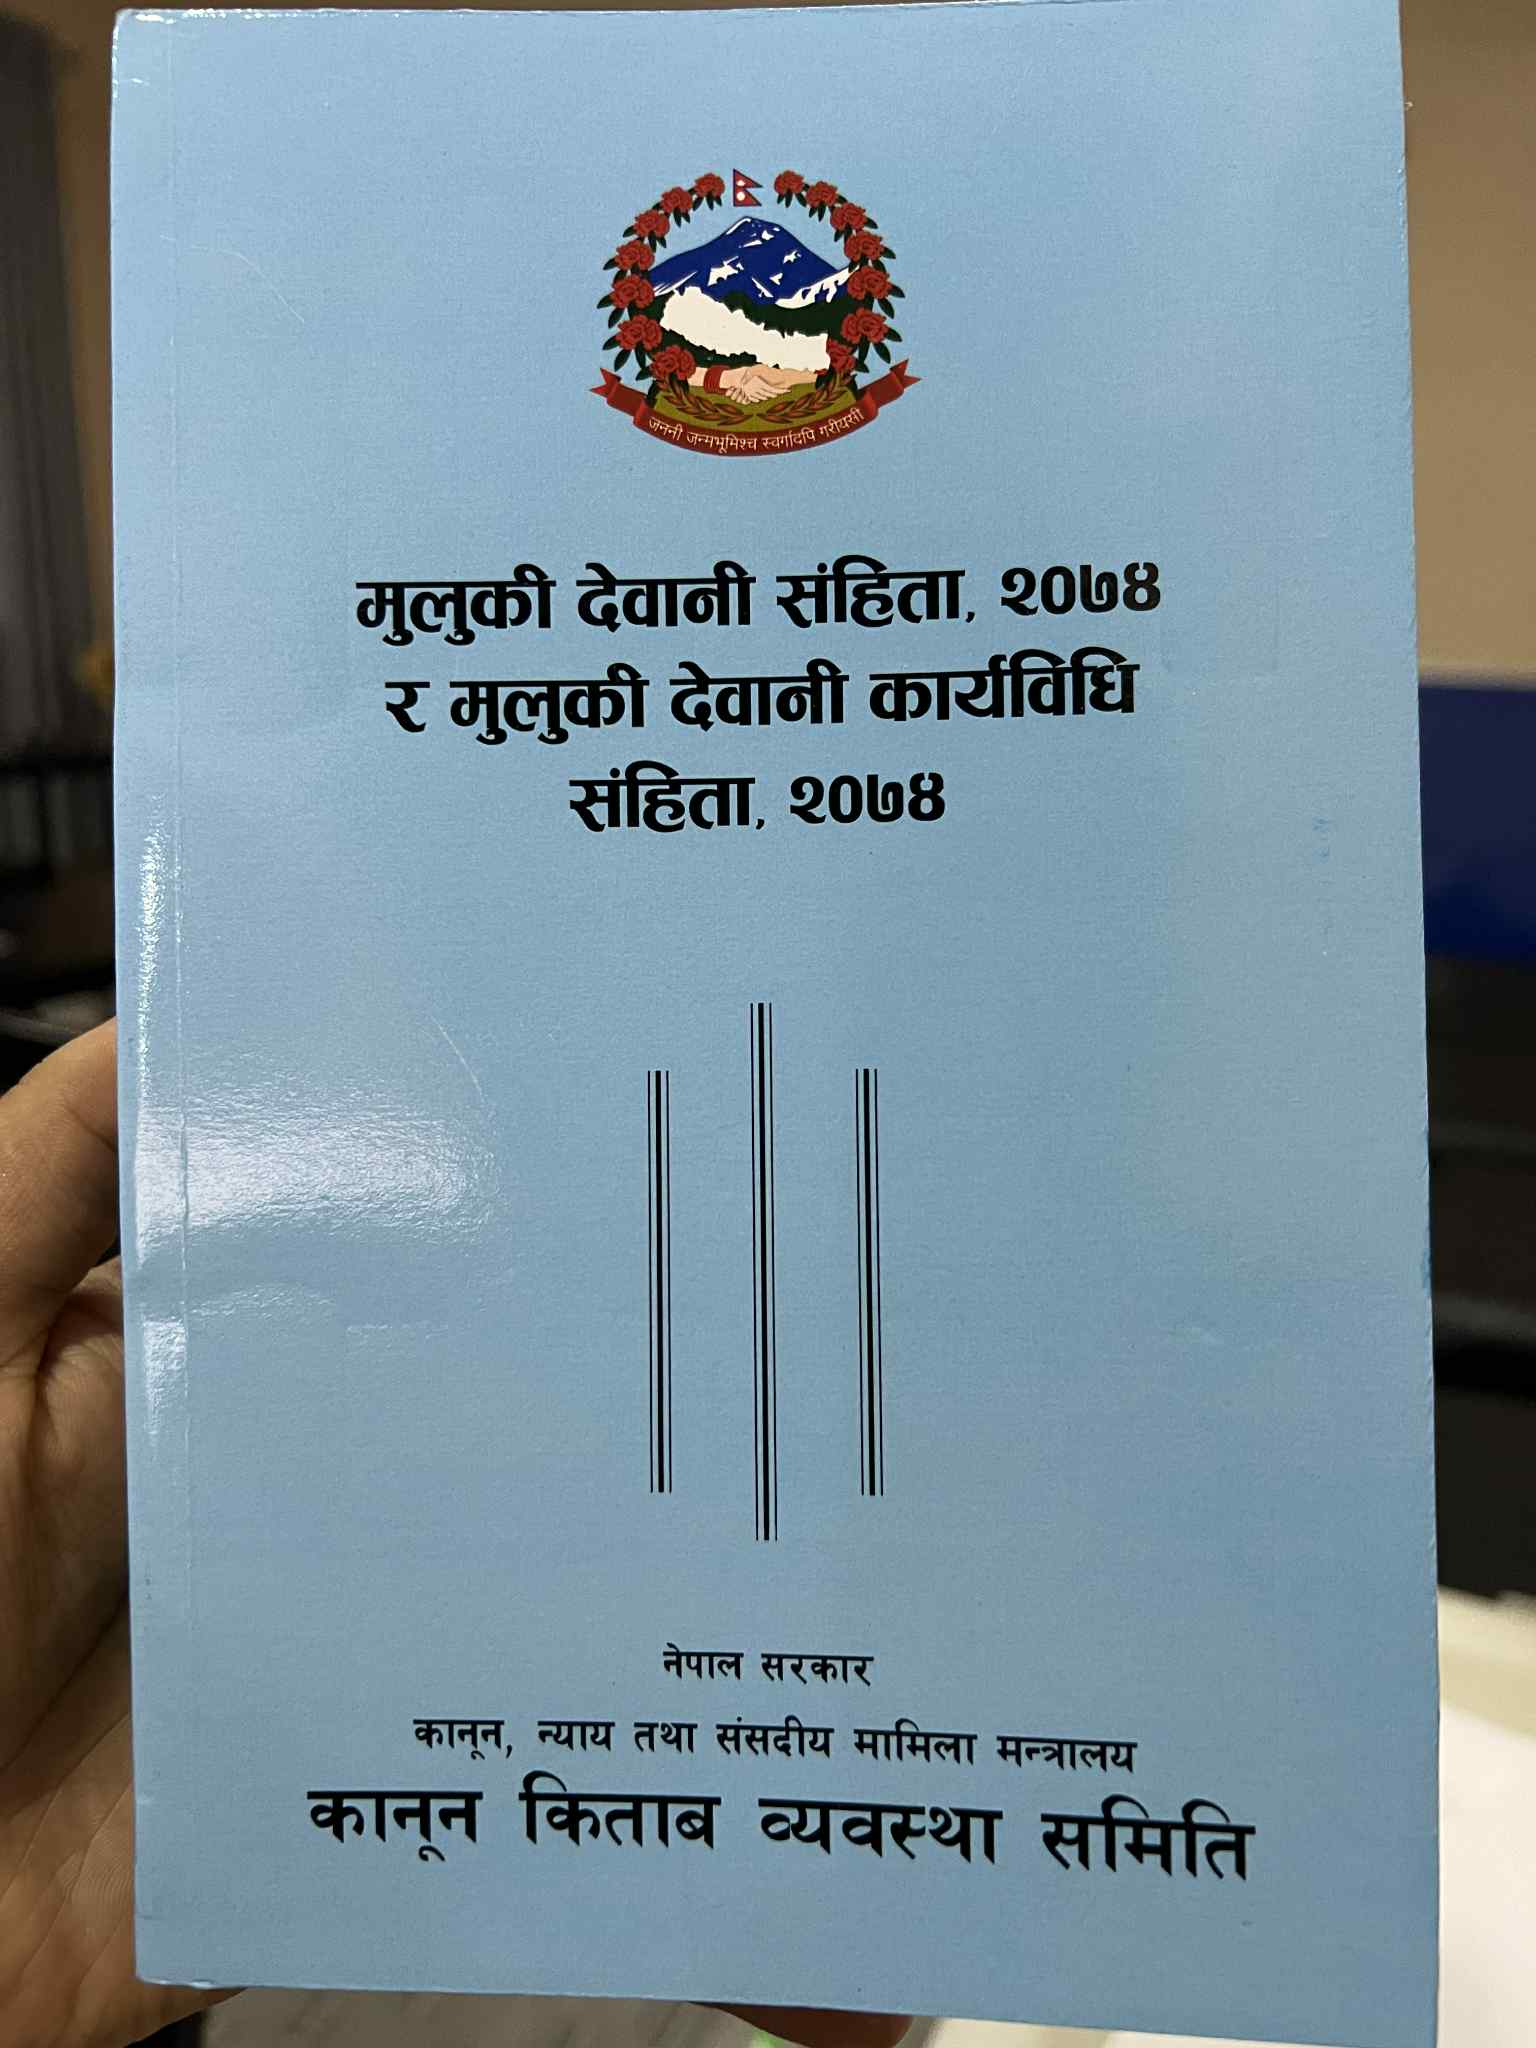 जननी जन्मभूमिश्च स्वर्गादपि गरीयसी
मुलुकी देवानी संहिता, २०७४
र मुलुकी देवानी कार्यविधि
संहिता, २०७४
नेपाल सरकार
कानून, न्याय तथा संसदीय मामिला मन्त्रालय
कानून किताब व्यवस्था समिति